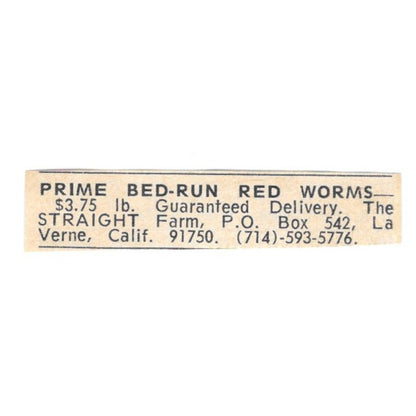 PRIME BED-RUN RED WORMS—
$3.75 lb. Guaranteed Delivery. The
STRAIGHT Farm, P.O. Box 542, La
Verne, Calif. 91750. (714)-593-5776.